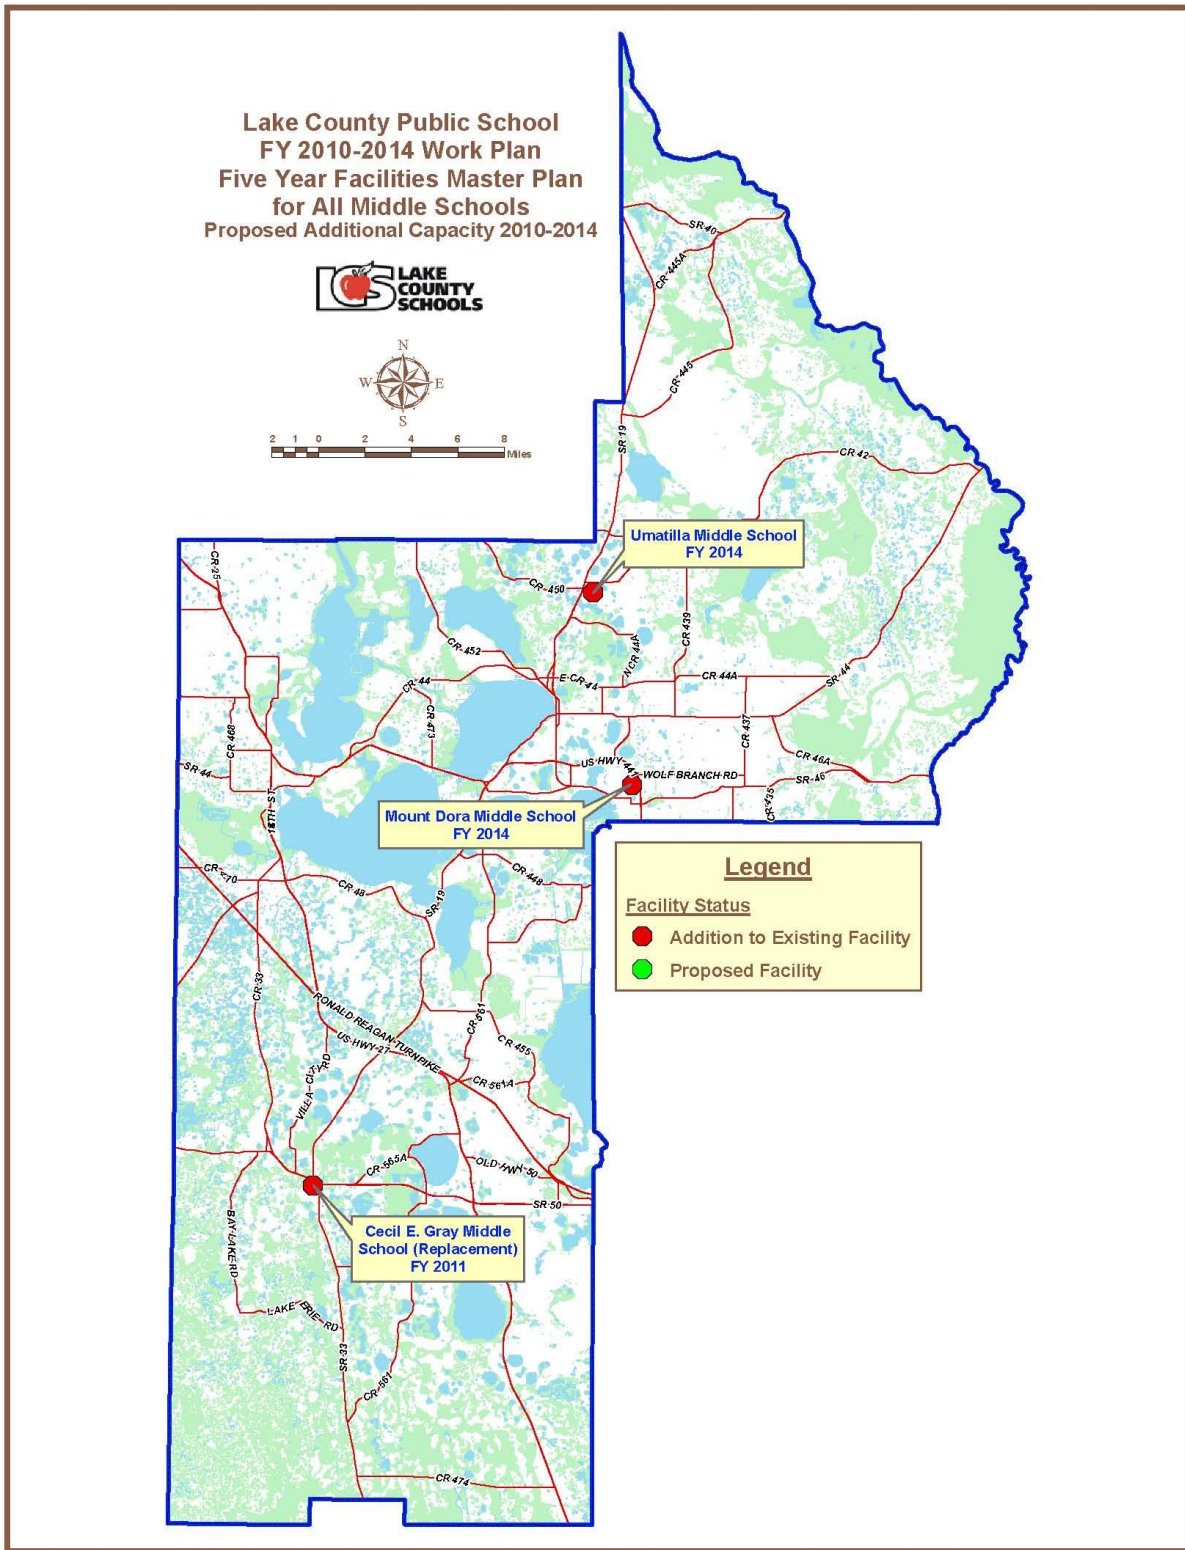 Lake County Public School
FY 2010-2014 Work Plan
Five Year Facilities Master Plan
for All Middle Schools
Proposed Additional Capacity 2010-2014
LCS LAKE
COUNTY
SCHOOLS
N
W E
S
2 1 0 2 4 6 8
Miles
SR 40
CR 445A
CR 445
SR 19
CR 42
Umatilla Middle School
FY 2014
CR 25
CR 450
CR 439
N CR 44A
CR 452
E CR 44
CR 44A
CR 44
SR 44
CR 473
CR 468
CR 437
SR 44
US HWY 441
WOLF BRANCH RD
CR 46A
SR 46
CR 435
Mount Dora Middle School
FY 2014
CR 48
CR 448
SR 19
Legend
Facility Status
Addition to Existing Facility
Proposed Facility
CR 33
RONALD REAGAN TURNPIKE
US HWY 27
CR 561
CR 455
CR 561A
VILLA CITY RD
CR 565A
OLD HWY 50
SR 50
Cecil E. Gray Middle
School (Replacement)
FY 2011
BAY LAKE RD
LAKE ERIE RD
SR 33
CR 561
CR 474